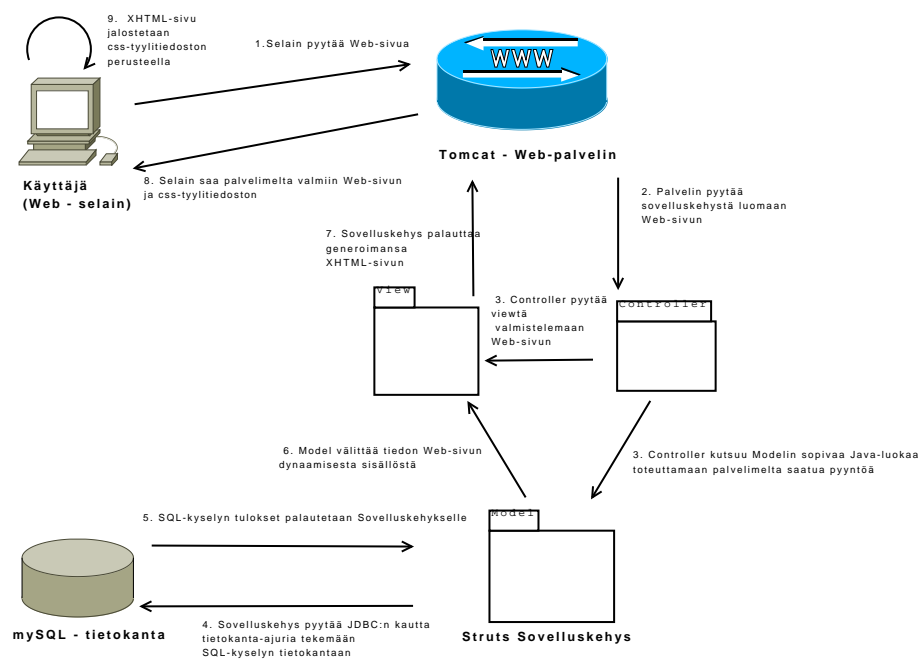 9. XHTML-sivu
jalostetaan
css-tyylitiedoston
perusteella
1.Selain pyytää Web-sivua
WWW
Tomcat - Web-palvelin
Käyttäjä
(Web - selain)
8. Selain saa palvelimelta valmiin Web-sivun
ja css-tyylitiedoston
2. Palvelin pyytää
sovelluskehystä luomaan
Web-sivun
7. Sovelluskehys palauttaa
generoimansa
XHTML-sivun
View
3. Controller pyytää
viewtä
valmistelemaan
Web-sivun
Controller
6. Model välittää tiedon Web-sivun
dynaamisesta sisällöstä
3. Controller kutsuu Modelin sopivaa Java-luokaa
toteuttamaan palvelimelta saatua pyyntöä
5. SQL-kyselyn tulokset palautetaan Sovelluskehykselle
Model
mySQL - tietokanta
4. Sovelluskehys pyytää JDBC:n kautta
tietokanta-ajuria tekemään
SQL-kyselyn tietokantaan
Struts Sovelluskehys